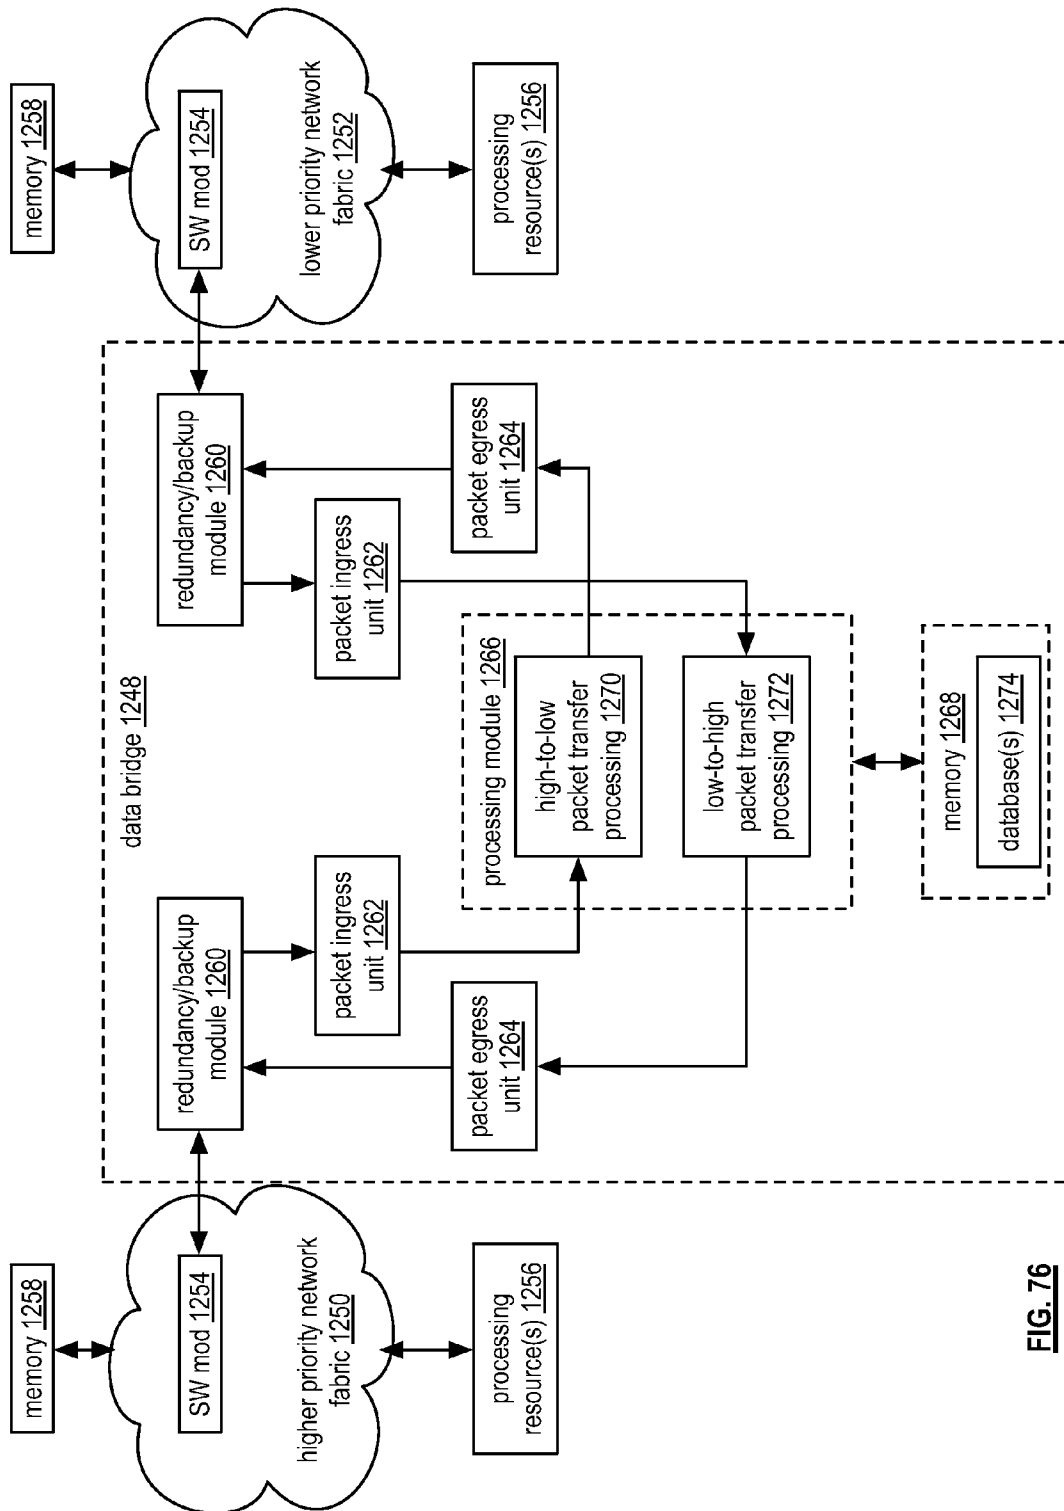 memory 1258
SW mod 1254
higher priority network
fabric 1250
processing
resource(s) 1256
data bridge 1248
redundancy/backup
module 1260
packet ingress
unit 1262
packet egress
unit 1264
processing module 1266
high-to-low
packet transfer
processing 1270
low-to-high
packet transfer
processing 1272
memory 1268
database(s) 1274
redundancy/backup
module 1260
packet ingress
unit 1262
packet egress
unit 1264
memory 1258
SW mod 1254
lower priority network
fabric 1252
processing
resource(s) 1256
FIG. 76